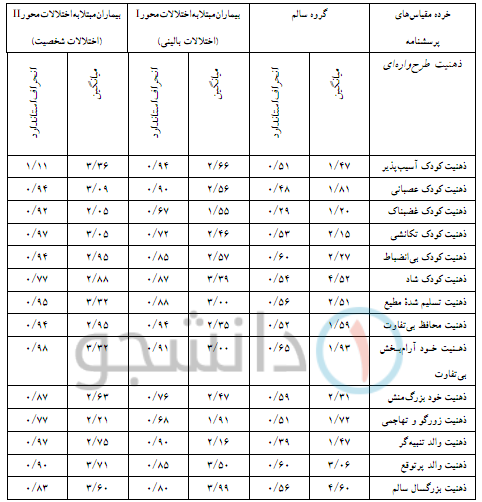 خرده مقیاس‌های پرسشنامه گروه سالم بیماران مبتلا به اختلالات محور I (اختلالات بالینی) بیماران مبتلا به اختلالات محور II (اختلالات شخصیت)
ذهنیت طرح‌واره‌ای میانگین انحراف استاندارد میانگین انحراف استاندارد میانگین انحراف استاندارد
ذهنیت کودک آسیب‌پذیر ۱/۴۷ ۰/۵۱ ۲/۶۶ ۰/۹۴ ۳/۳۶ ۱/۱۱
ذهنیت کودک عصبانی ۱/۸۱ ۰/۴۸ ۲/۵۶ ۰/۹۰ ۳/۰۹ ۰/۹۴
ذهنیت کودک غضبناک ۱/۲۰ ۰/۲۹ ۱/۵۵ ۰/۶۷ ۲/۰۵ ۰/۹۲
ذهنیت کودک تکانشی ۲/۱۵ ۰/۵۳ ۲/۴۶ ۰/۷۲ ۳/۰۵ ۰/۹۷
ذهنیت کودک بی‌انضباط ۲/۲۷ ۰/۶۰ ۲/۵۷ ۰/۸۵ ۲/۹۵ ۰/۹۴
ذهنیت کودک شاد ۴/۵۲ ۰/۵۴ ۳/۳۹ ۰/۸۷ ۲/۸۸ ۰/۷۷
ذهنیت تسلیم شدهٔ مطیع ۲/۵۱ ۰/۵۶ ۳/۰۰ ۰/۸۸ ۳/۳۲ ۰/۹۵
ذهنیت محافظ بی‌تفاوت ۱/۵۹ ۰/۵۲ ۲/۳۵ ۰/۹۴ ۲/۹۵ ۰/۹۴
ذهنیت خود آرام‌بخش ۱/۹۳ ۰/۶۵ ۳/۰۰ ۰/۹۱ ۳/۳۲ ۰/۹۸
بی‌تفاوت
ذهنیت خود بزرگ‌منش ۲/۳۱ ۰/۵۹ ۲/۴۷ ۰/۷۶ ۲/۶۳ ۰/۸۷
ذهنیت زورگو و تهاجمی ۱/۷۲ ۰/۵۱ ۱/۹۱ ۰/۶۸ ۲/۲۱ ۰/۷۷
ذهنیت والد تنبیه‌گر ۱/۴۷ ۰/۳۹ ۲/۱۶ ۰/۹۰ ۲/۷۵ ۰/۹۷
ذهنیت والد پرتوقع ۳/۰۶ ۰/۶۰ ۳/۵۰ ۰/۸۵ ۳/۷۱ ۰/۹۰
ذهنیت بزرگسال سالم ۴/۶۰ ۰/۵۶ ۳/۹۹ ۰/۸۰ ۳/۶۰ ۰/۸۳
۱ دانشجو